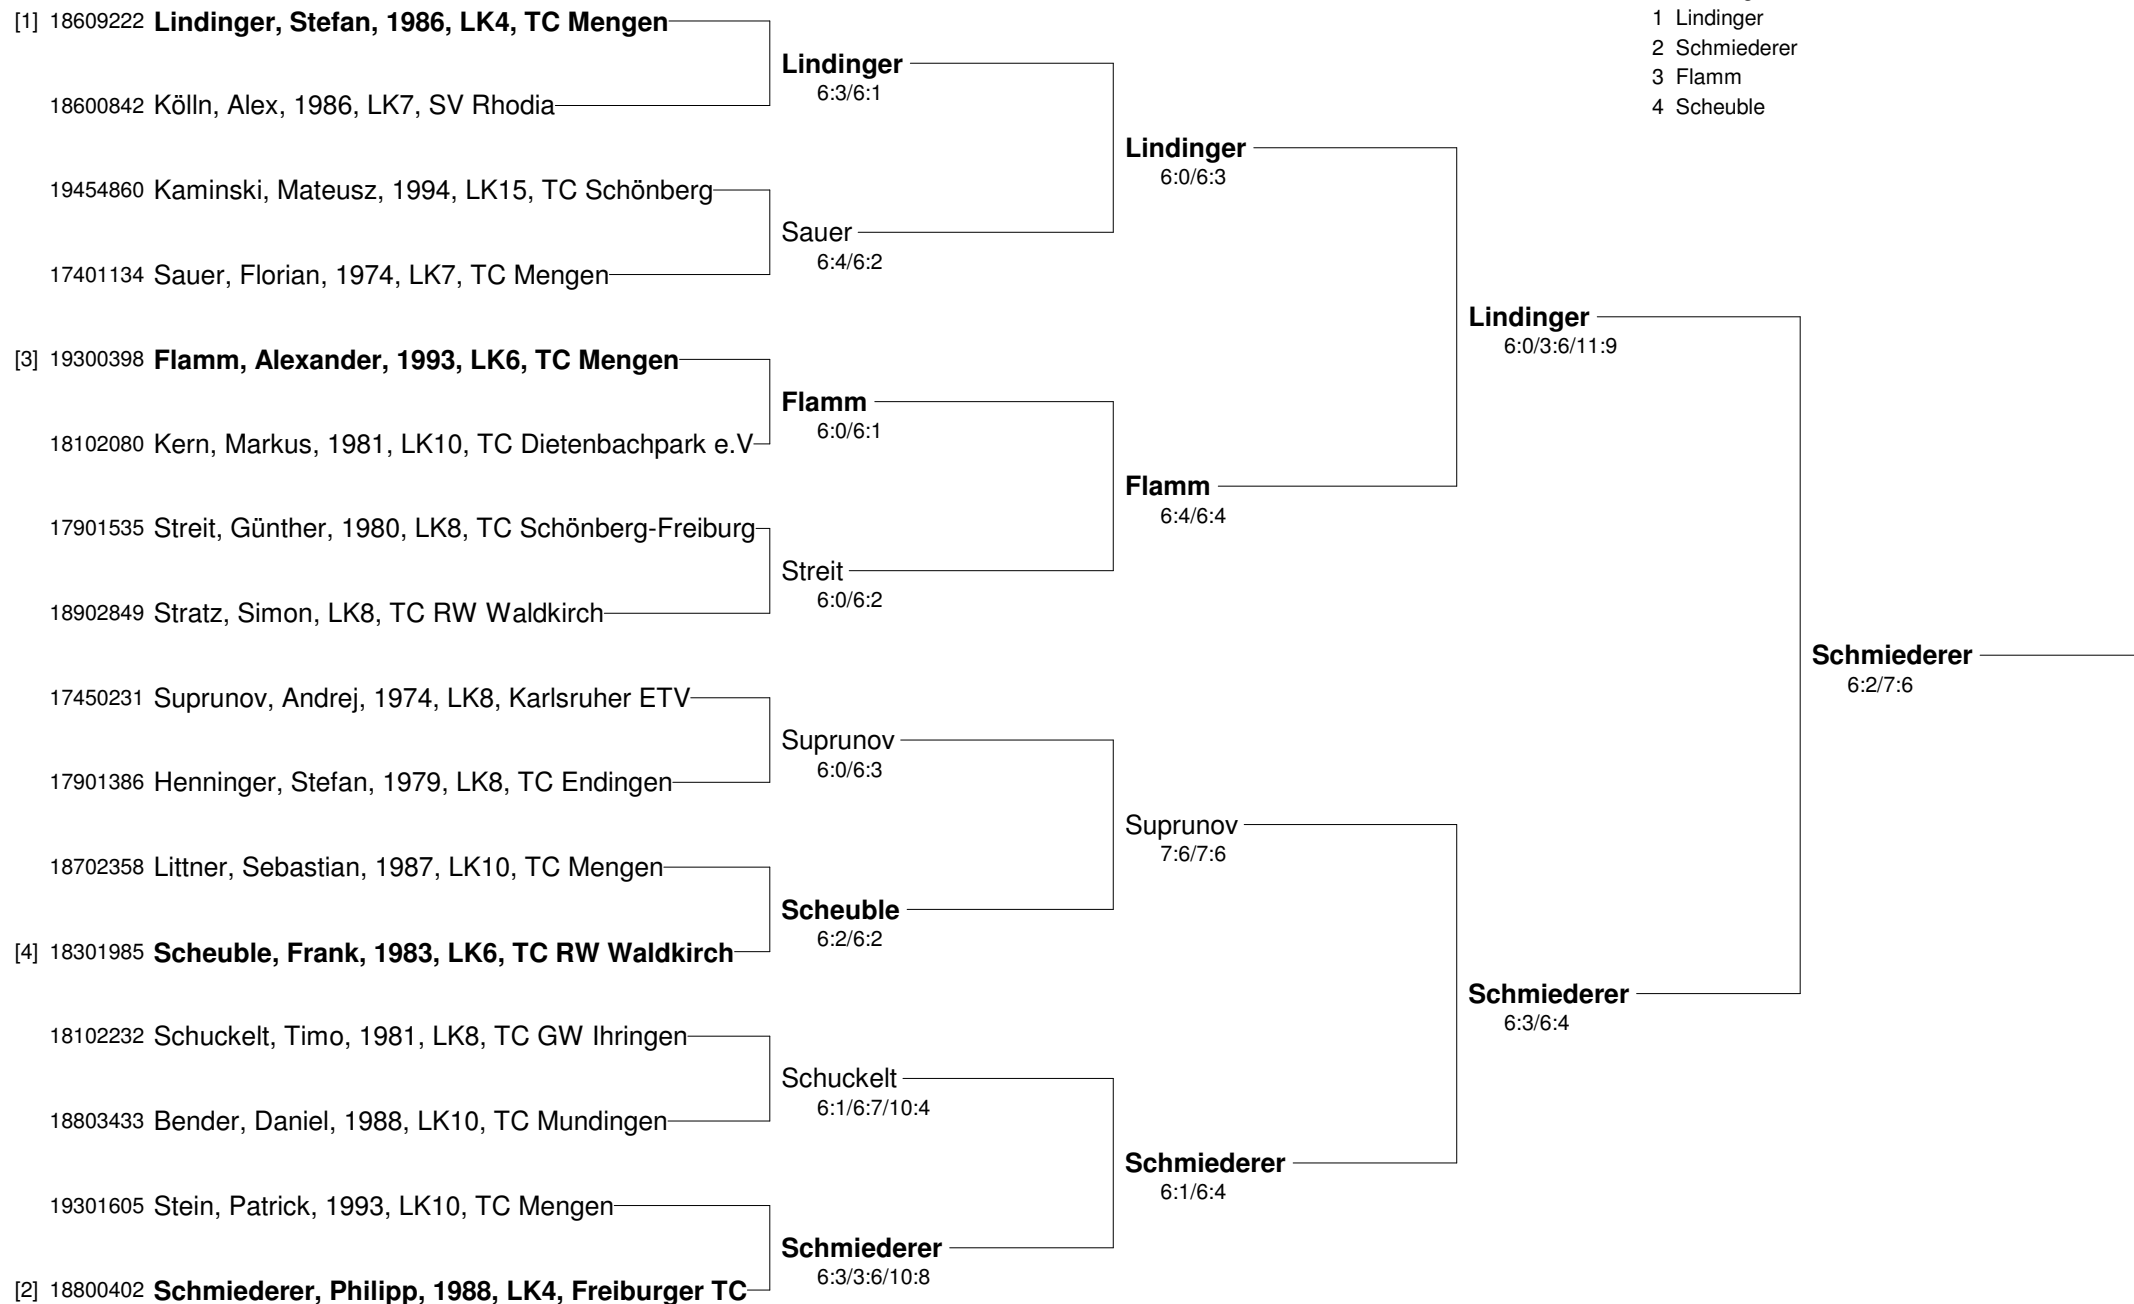 [1] 18609222 Lindinger, Stefan, 1986, LK4, TC Mengen
18600842 Kölln, Alex, 1986, LK7, SV Rhodia
19454860 Kaminski, Mateusz, 1994, LK15, TC Schönberg
17401134 Sauer, Florian, 1974, LK7, TC Mengen
[3] 19300398 Flamm, Alexander, 1993, LK6, TC Mengen
18102080 Kern, Markus, 1981, LK10, TC Dietenbachpark e.V
17901535 Streit, Günther, 1980, LK8, TC Schönberg-Freiburg
18902849 Stratz, Simon, LK8, TC RW Waldkirch
17450231 Suprunov, Andrej, 1974, LK8, Karlsruher ETV
17901386 Henninger, Stefan, 1979, LK8, TC Endingen
18702358 Littner, Sebastian, 1987, LK10, TC Mengen
[4] 18301985 Scheuble, Frank, 1983, LK6, TC RW Waldkirch
18102232 Schuckelt, Timo, 1981, LK8, TC GW Ihringen
18803433 Bender, Daniel, 1988, LK10, TC Mundingen
19301605 Stein, Patrick, 1993, LK10, TC Mengen
[2] 18800402 Schmiederer, Philipp, 1988, LK4, Freiburger TC
Lindinger
6:3/6:1
Sauer
6:4/6:2
Flamm
6:0/6:1
Streit
6:0/6:2
Suprunov
6:0/6:3
Scheuble
6:2/6:2
Schuckelt
6:1/6:7/10:4
Schmiederer
6:3/3:6/10:8
Lindinger
6:0/6:3
Flamm
6:4/6:4
Suprunov
7:6/7:6
Schmiederer
6:1/6:4
Lindinger
6:0/3:6/11:9
Schmiederer
6:3/6:4
Schmiederer
6:2/7:6
1 Lindinger
2 Schmiederer
3 Flamm
4 Scheuble